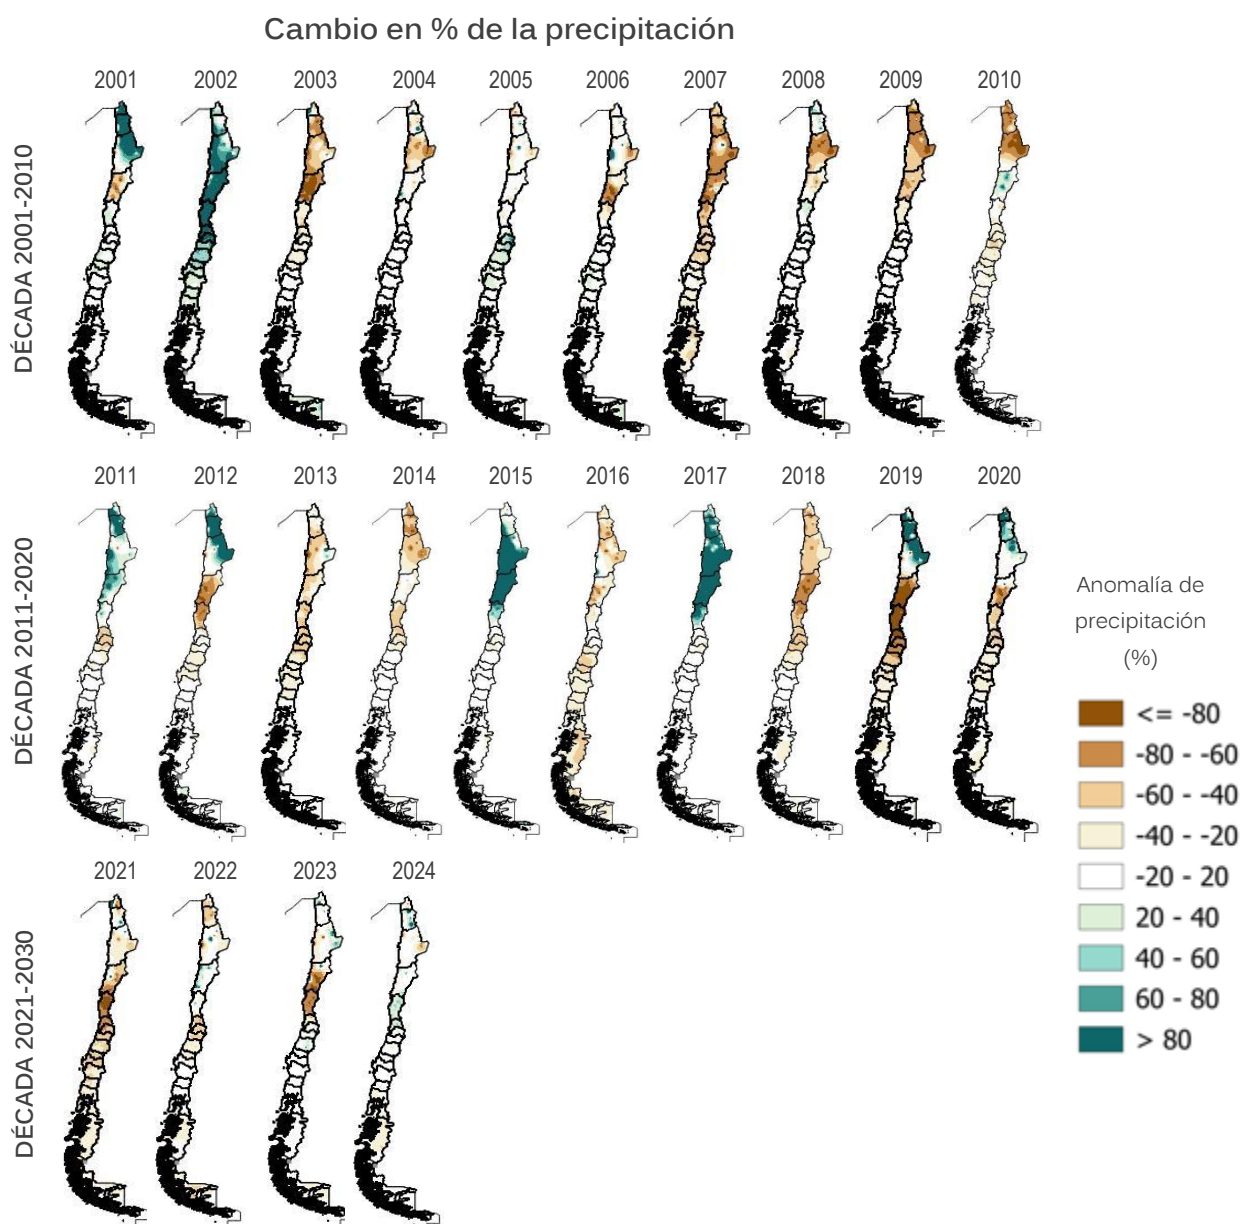 Cambio en % de la precipitación
DÉCADA 2001-2010
2001 2002 2003 2004 2005 2006 2007 2008 2009 2010
DÉCADA 2011-2020
2011 2012 2013 2014 2015 2016 2017 2018 2019 2020
DÉCADA 2021-2030
2021 2022 2023 2024
Anomalía de
precipitación
(%)
<= -80
-80 - -60
-60 - -40
-40 - -20
-20 - 20
20 - 40
40 - 60
60 - 80
> 80